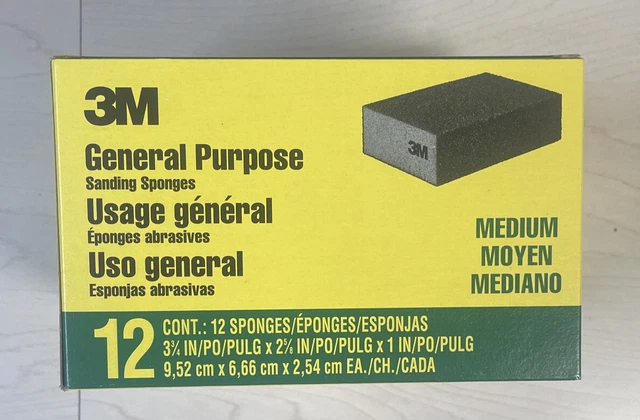 3M
General Purpose
Sanding Sponges
Usage général
Éponges abrasives
Uso general
Esponjas abrasivas
3M
MEDIUM
MOYEN
MEDIANO
12
CONT.: 12 SPONGES/ÉPONGES/ESPONJAS
3¾ IN/PO/PULG x 2⅝ IN/PO/PULG x 1 IN/PO/PULG
9,52 cm x 6,66 cm x 2,54 cm EA./CH./CADA